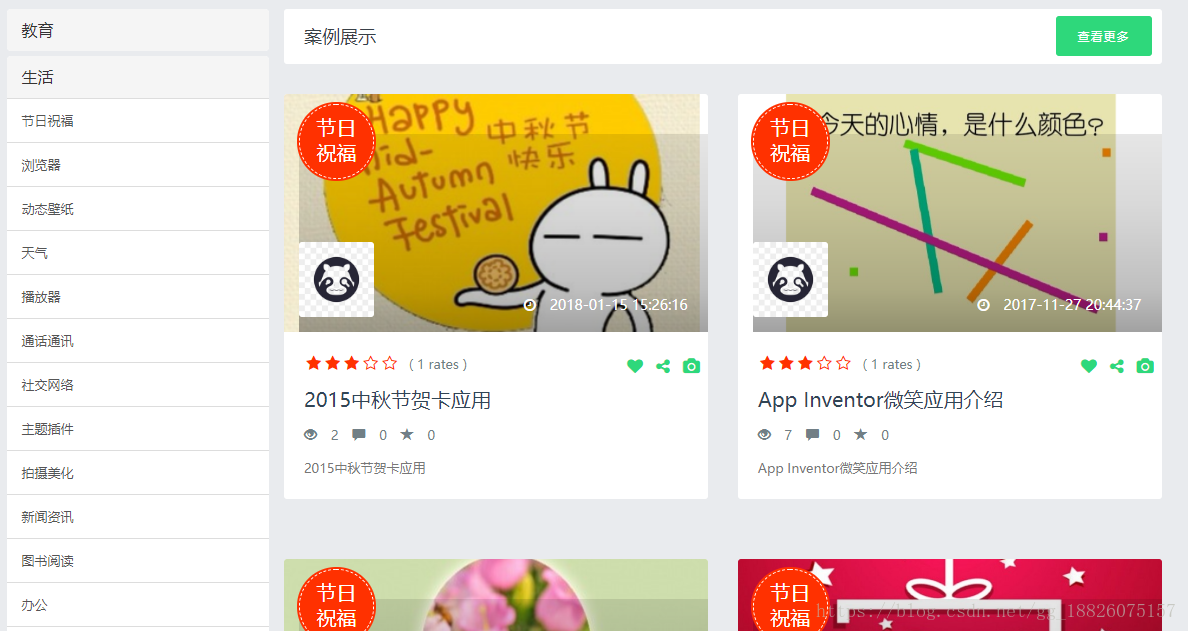 教育
生活
节日祝福
浏览器
动态壁纸
天气
播放器
通话通讯
社交网络
主题插件
拍摄美化
新闻资讯
图书阅读
办公
案例展示
查看更多
节日
祝福
Happy
中秋节
快乐
Mid-
Autumn
Festival
2018-01-15 15:26:16
( 1 rates )
2015中秋节贺卡应用
2 0 0
2015中秋节贺卡应用
节日
祝福
今天的心情，是什么颜色?
2017-11-27 20:44:37
( 1 rates )
App Inventor微笑应用介绍
7 0 0
App Inventor微笑应用介绍
节日
祝福
节日
祝福
https://blog.csdn.net/gg_18826075157